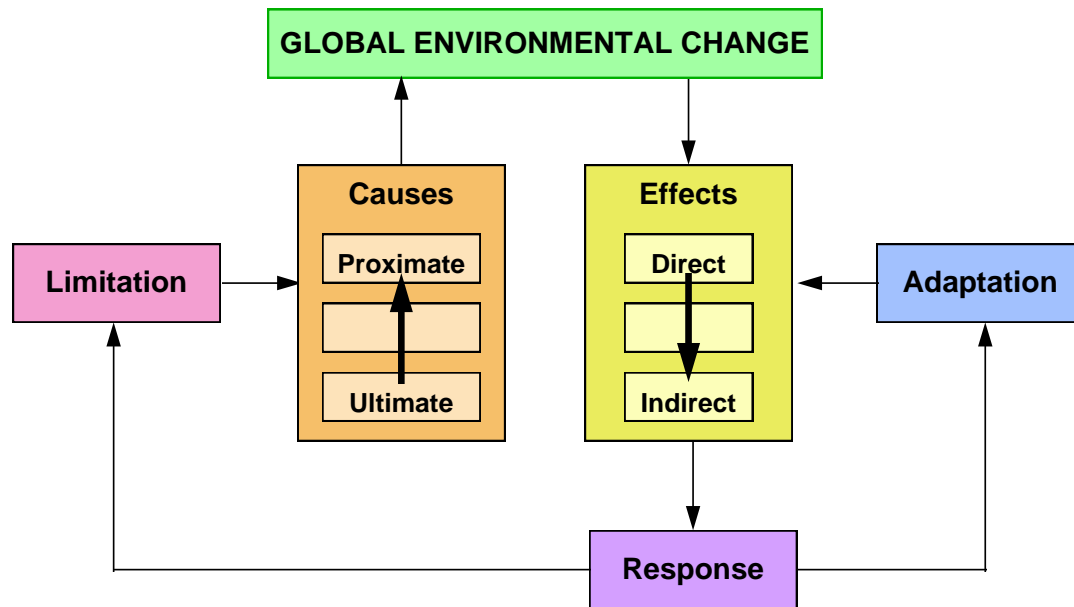 GLOBAL ENVIRONMENTAL CHANGE
Causes
Effects
Limitation
Proximate
Direct
Adaptation
Ultimate
Indirect
Response